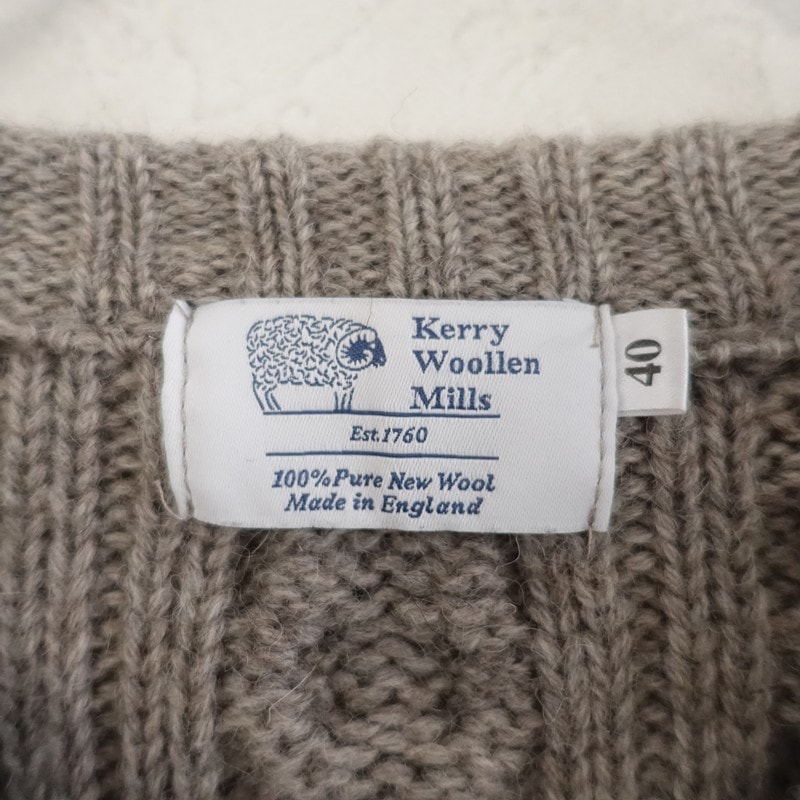 Kerry
Woollen
Mills
Est.1760
100%Pure New Wool
Made in England
40